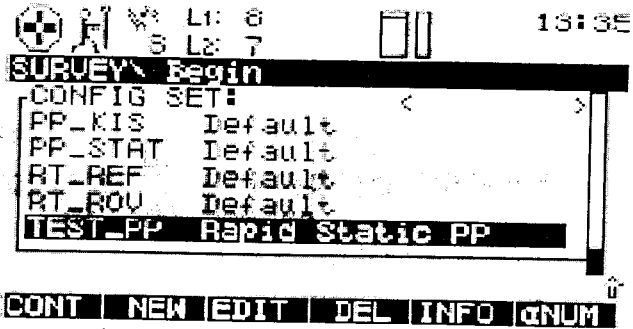 L1: 8
13:35
S L2: 7
SURVEY\ Begin
CONFIG SET: < >
PP_KIS Default
PP_STAT Default
RT_REF Default
RT_ROV Default
TEST_PP Rapid Static PP
CONT NEW EDIT DEL INFO αNUM